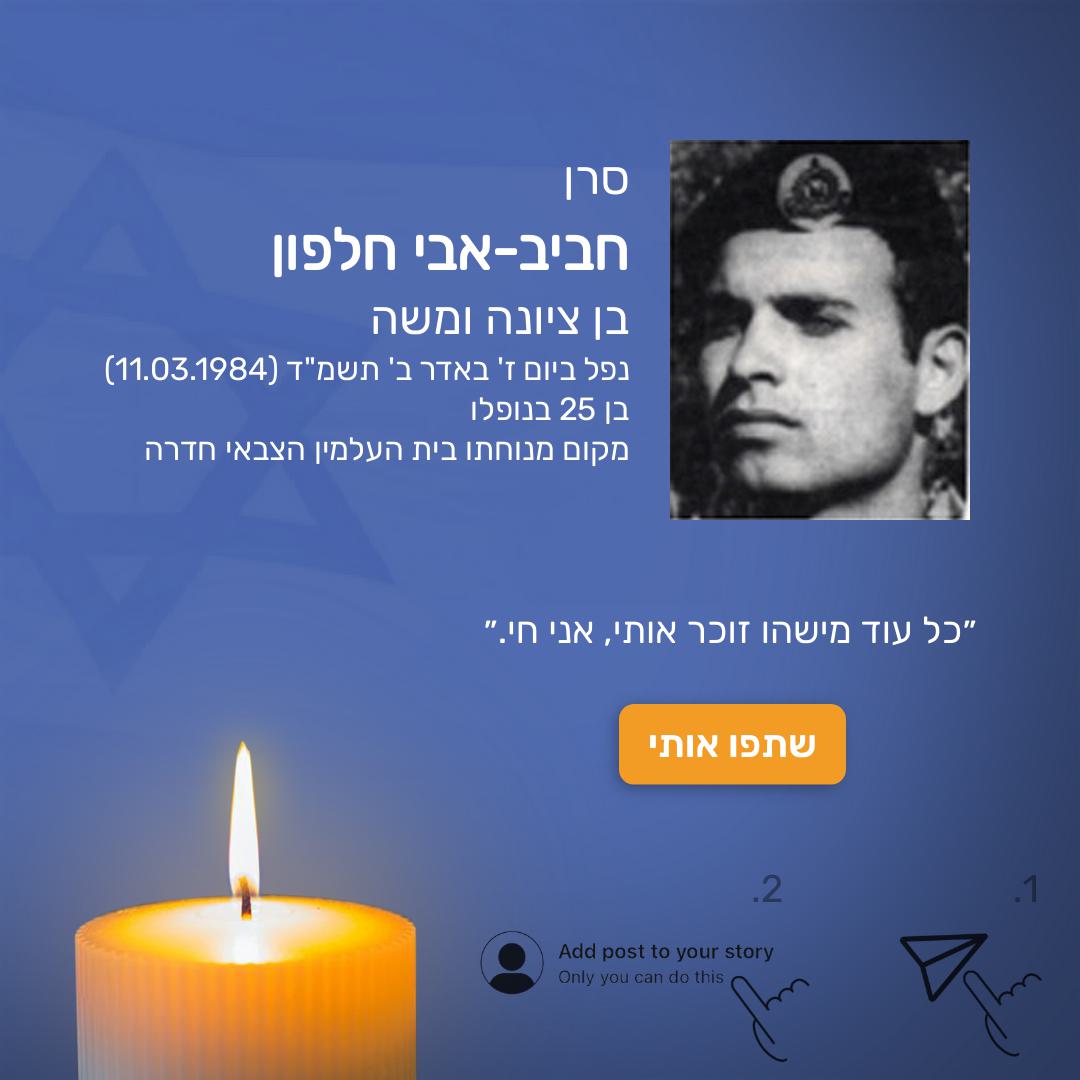 סרן
חביב-אבי חלפון
בן ציונה ומשה
נפל ביום ז' באדר ב' תשמ"ד (11.03.1984)
בן 25 בנופלו
מקום מנוחתו בית העלמין הצבאי חדרה
״כל עוד מישהו זוכר אותי, אני חי.״
שתפו אותי
1.
2.
Add post to your story
Only you can do this